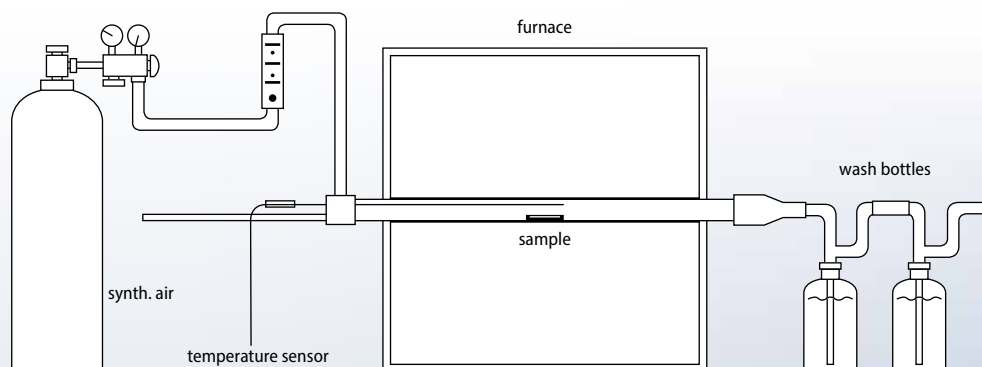 furnace
wash bottles
sample
synth. air
temperature sensor